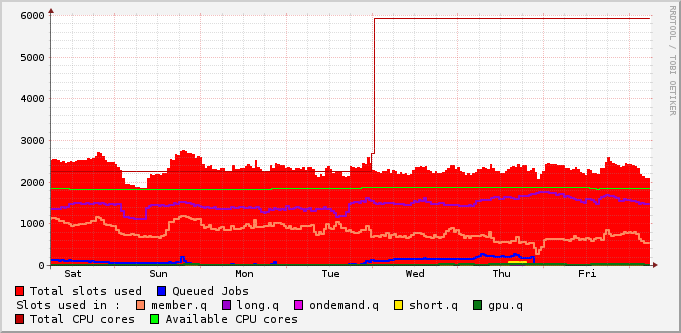 RRDTOOL / TOBI OETIKER
6000
5000
4000
3000
2000
1000
0
Sat Sun Mon Tue Wed Thu Fri
Total slots used Queued Jobs
Slots used in : member.q long.q ondemand.q short.q gpu.q
Total CPU cores Available CPU cores